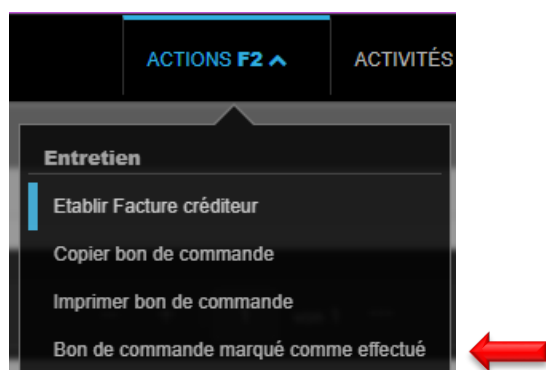 ACTIONS F2 ACTIVITÉS
Entretien
Etablir Facture créditeur
Copier bon de commande
Imprimer bon de commande
Bon de commande marqué comme effectué